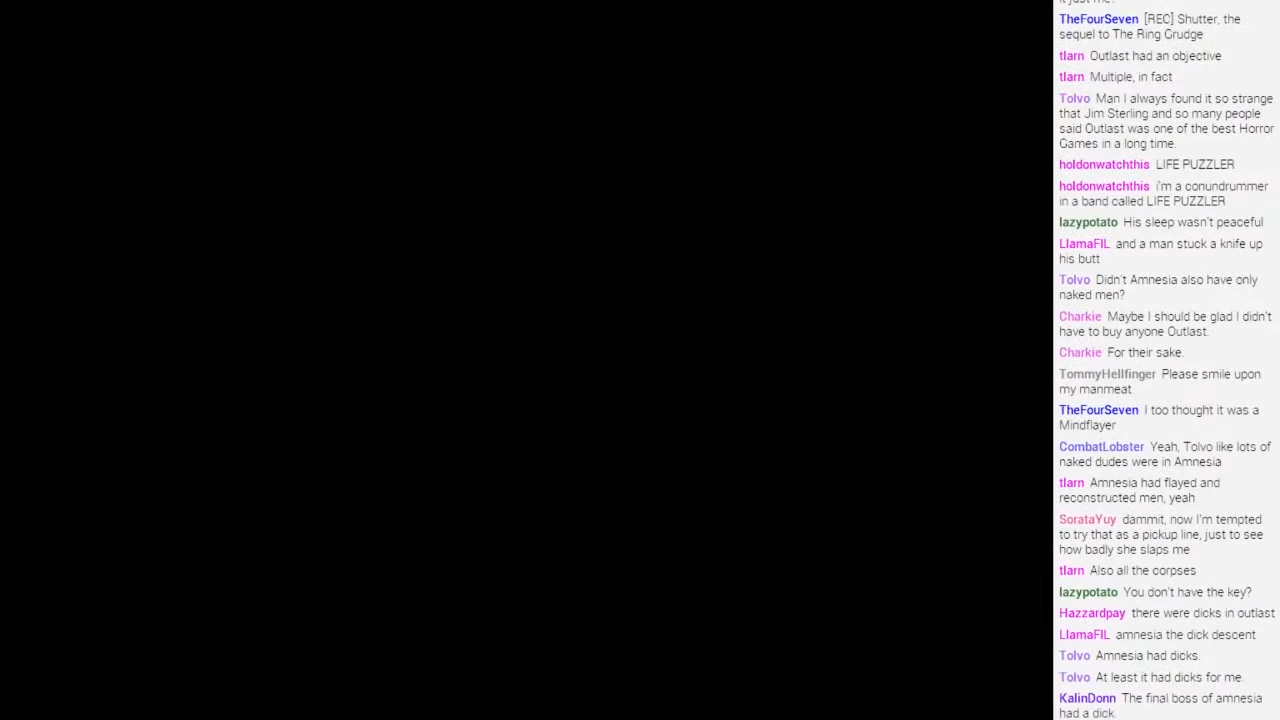 it just me?
TheFourSeven [REC] Shutter, the
sequel to The Ring Grudge
tlarn Outlast had an objective
tlarn Multiple, in fact
Tolvo Man I always found it so strange
that Jim Sterling and so many people
said Outlast was one of the best Horror
Games in a long time.
holdonwatchthis LIFE PUZZLER
holdonwatchthis i'm a conundrummer
in a band called LIFE PUZZLER
lazypotato His sleep wasn't peaceful
LlamaFIL and a man stuck a knife up
his butt
Tolvo Didn't Amnesia also have only
naked men?
Charkie Maybe I should be glad I didn't
have to buy anyone Outlast.
Charkie For their sake.
TommyHellfinger Please smile upon
my manmeat
TheFourSeven I too thought it was a
Mindflayer
CombatLobster Yeah, Tolvo like lots of
naked dudes were in Amnesia
tlarn Amnesia had flayed and
reconstructed men, yeah
SorataYuy dammit, now I'm tempted
to try that as a pickup line, just to see
how badly she slaps me
tlarn Also all the corpses
lazypotato You don't have the key?
Hazzardpay there were dicks in outlast
LlamaFIL amnesia the dick descent
Tolvo Amnesia had dicks.
Tolvo At least it had dicks for me.
KalinDonn The final boss of amnesia
had a dick.